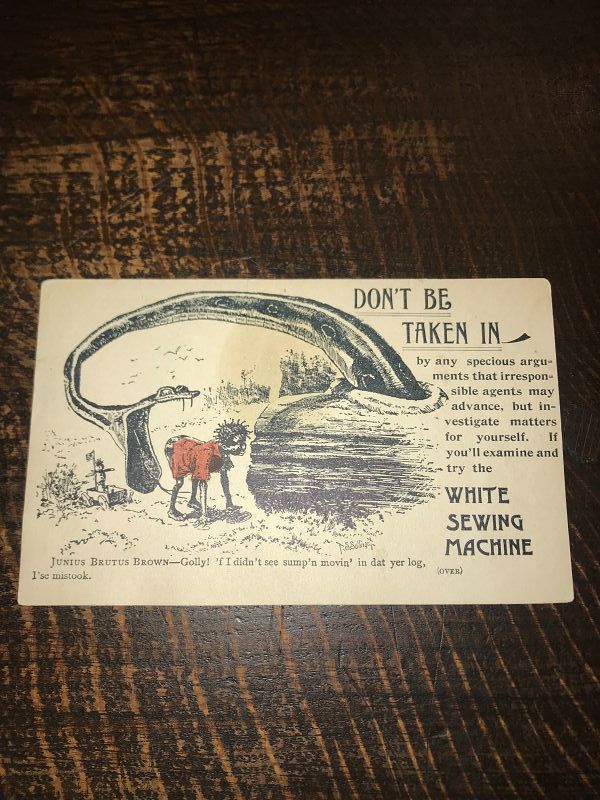 DON'T BE
TAKEN IN
by any specious argu-
ments that irrespon-
sible agents may
advance, but in-
vestigate matters
for yourself. If
you'll examine and
try the
WHITE
SEWING
MACHINE
(OVER)
JUNIUS BRUTUS BROWN—Golly! 'f I didn't see sump'n movin' in dat yer log,
I'se mistook.